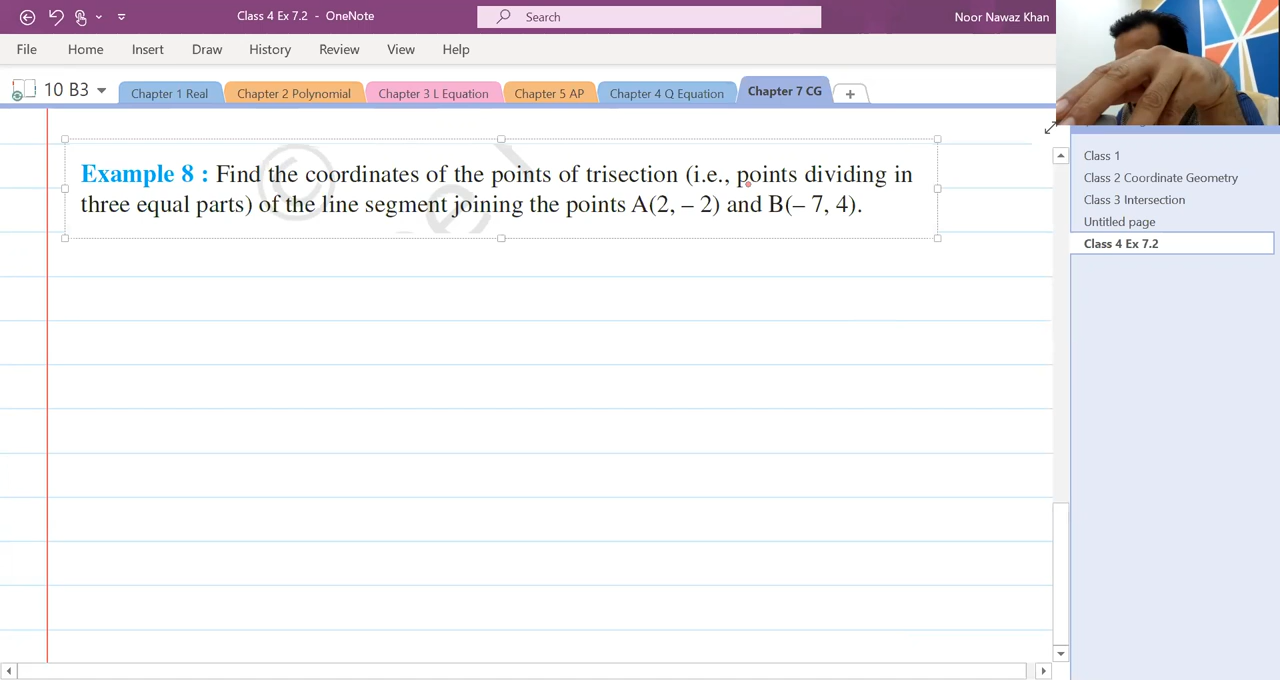 Class 4 Ex 7.2 - OneNote
Search
Noor Nawaz Khan
File Home Insert Draw History Review View Help
10 B3
Chapter 1 Real
Chapter 2 Polynomial
Chapter 3 L Equation
Chapter 5 AP
Chapter 4 Q Equation
Chapter 7 CG
Example 8 : Find the coordinates of the points of trisection (i.e., points dividing in
three equal parts) of the line segment joining the points A(2, – 2) and B(– 7, 4).
Class 1
Class 2 Coordinate Geometry
Class 3 Intersection
Untitled page
Class 4 Ex 7.2